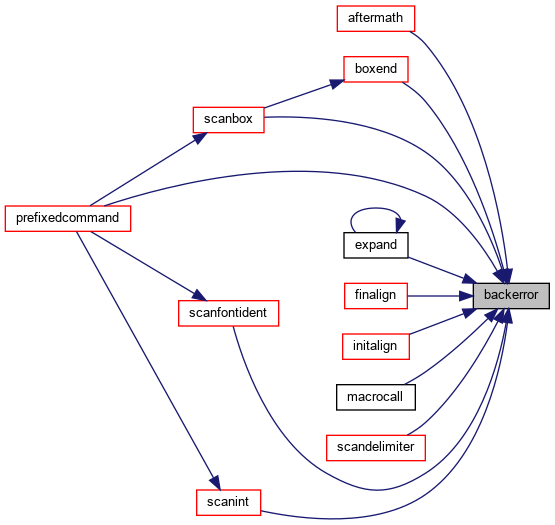 aftermath
boxend
scanbox
prefixedcommand
expand
backerror
finalign
scanfontident
initalign
macrocall
scandelimiter
scanint